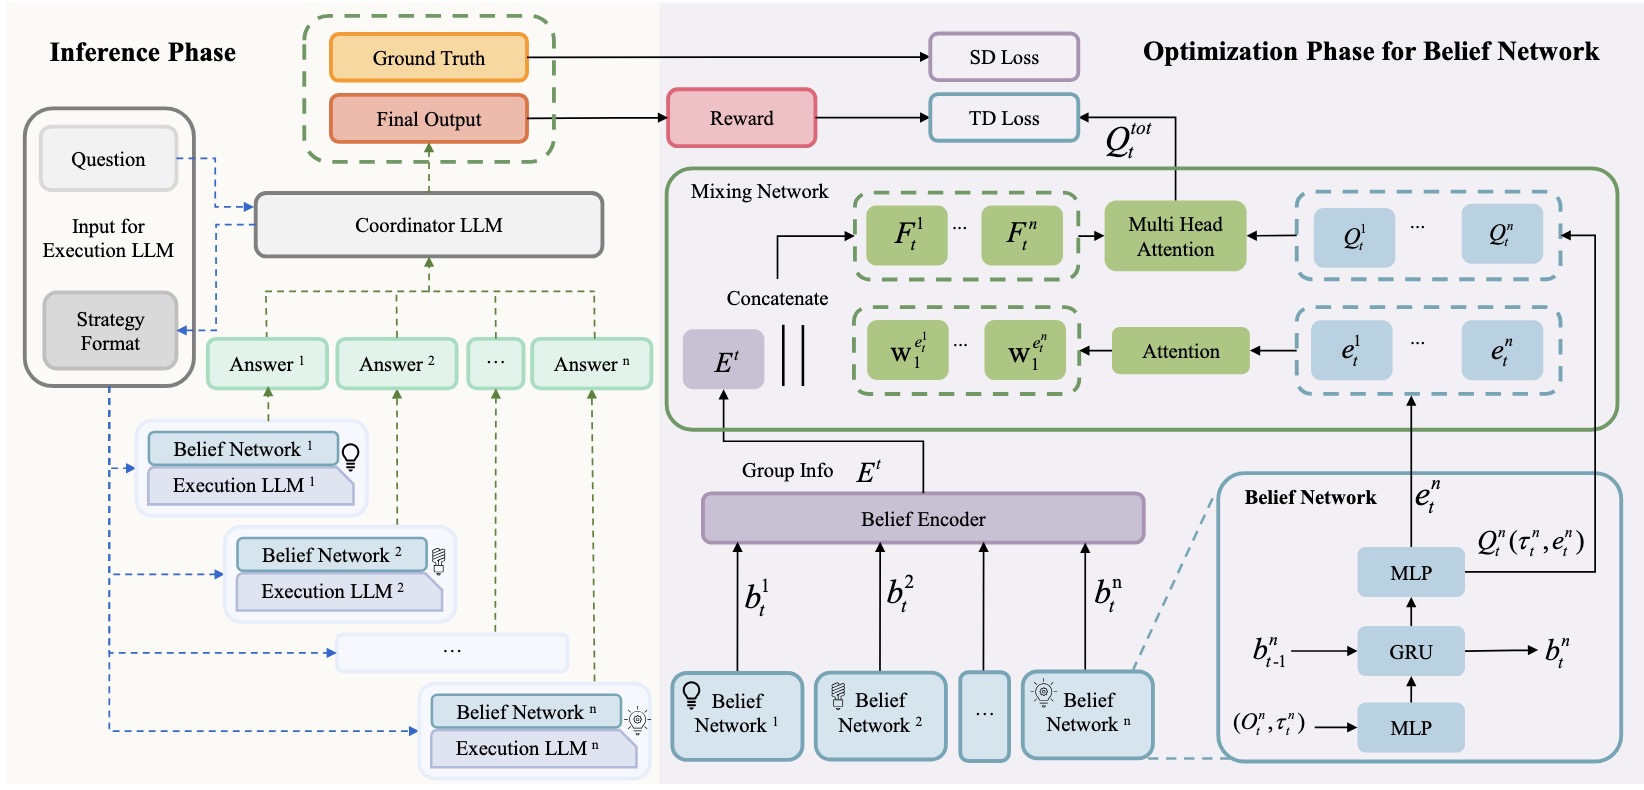 Inference Phase
Optimization Phase for Belief Network
Ground Truth
Final Output
SD Loss
Reward
TD Loss
Q_t^{tot}
Question
Input for
Execution LLM
Strategy
Format
Coordinator LLM
Answer ¹
Answer ²
...
Answer ⁿ
Belief Network ¹
Execution LLM ¹
Belief Network ²
Execution LLM ²
...
Belief Network ⁿ
Execution LLM ⁿ
Mixing Network
F_t^1 ... F_t^n
Multi Head
Attention
Q_t^1 ... Q_t^n
Concatenate
E^t
w_1^{e_t^1} ... w_1^{e_t^n}
Attention
e_t^1 ... e_t^n
Group Info E^t
Belief Encoder
b_t^1
b_t^2
b_t^n
Belief
Network ¹
Belief
Network ²
...
Belief
Network ⁿ
Belief Network
e_t^n
Q_t^n(τ_t^n, e_t^n)
MLP
b_{t-1}^n
GRU
b_t^n
(O_t^n, τ_t^n)
MLP